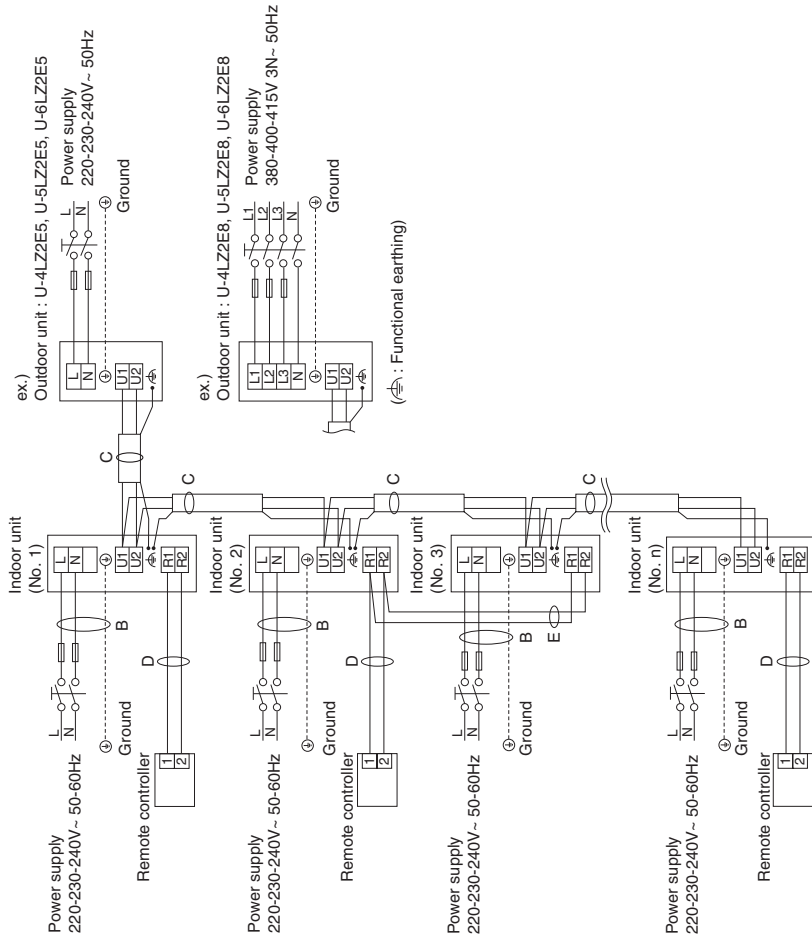 ex.)
Outdoor unit : U-4LZ2E5, U-5LZ2E5, U-6LZ2E5
Power supply
220-230-240V ~ 50Hz
L
N
Ground
L
N
U1
U2
C
ex.)
Outdoor unit : U-4LZ2E8, U-5LZ2E8, U-6LZ2E8
Power supply
380-400-415V 3N ~ 50Hz
L1
L2
L3
N
Ground
L1
L2
L3
N
U1
U2
( : Functional earthing)
Indoor unit
(No. 1)
Power supply
220-230-240V ~ 50-60Hz
L
N
Ground
B
L
N
U1
U2
R1
R2
C
D
Remote controller
1
2
Indoor unit
(No. 2)
Power supply
220-230-240V ~ 50-60Hz
L
N
Ground
B
L
N
U1
U2
R1
R2
C
D
Remote controller
1
2
Indoor unit
(No. 3)
Power supply
220-230-240V ~ 50-60Hz
L
N
Ground
B
E
L
N
U1
U2
R1
R2
C
Indoor unit
(No. n)
Power supply
220-230-240V ~ 50-60Hz
L
N
Ground
B
L
N
U1
U2
R1
R2
D
Remote controller
1
2